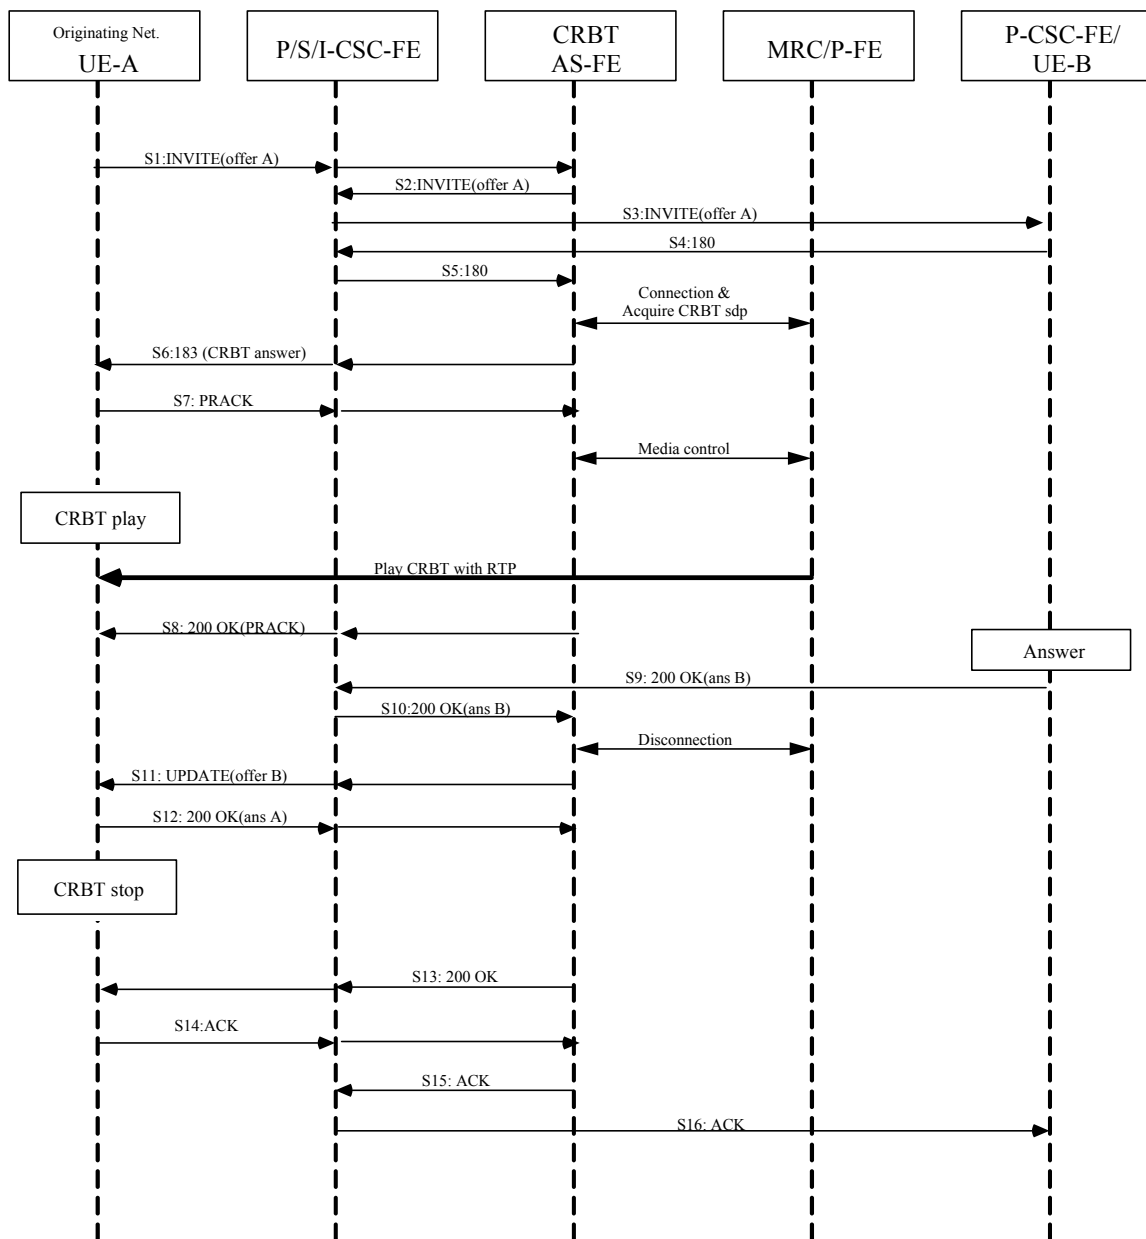 Originating Net.
UE-A
P/S/I-CSC-FE
CRBT
AS-FE
MRC/P-FE
P-CSC-FE/
UE-B
S1:INVITE(offer A)
S2:INVITE(offer A)
S3:INVITE(offer A)
S4:180
S5:180
Connection &
Acquire CRBT sdp
S6:183 (CRBT answer)
S7: PRACK
Media control
CRBT play
Play CRBT with RTP
S8: 200 OK(PRACK)
Answer
S9: 200 OK(ans B)
S10:200 OK(ans B)
Disconnection
S11: UPDATE(offer B)
S12: 200 OK(ans A)
CRBT stop
S13: 200 OK
S14:ACK
S15: ACK
S16: ACK